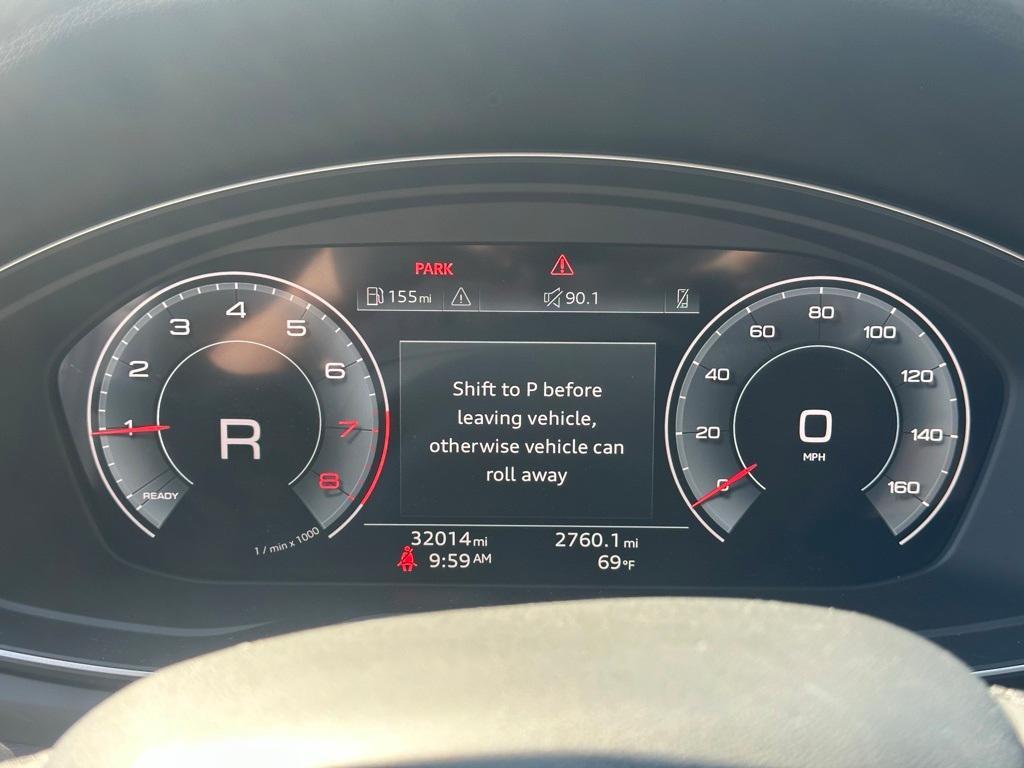 PARK
155 mi
90.1
1
2
3
4
5
6
7
8
READY
1 / min x 1000
R
Shift to P before
leaving vehicle,
otherwise vehicle can
roll away
0
20
40
60
80
100
120
140
160
0
MPH
32014 mi
2760.1 mi
9:59 AM
69°F